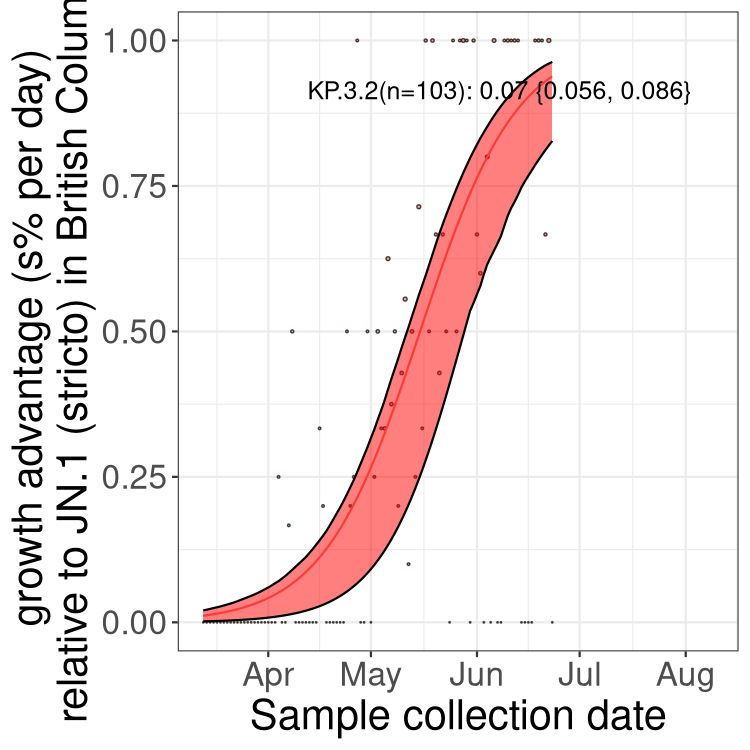 growth advantage (s% per day)
relative to JN.1 (stricto) in British Colum
1.00
0.75
0.50
0.25
0.00
KP.3.2(n=103): 0.07 {0.056, 0.086}
Apr May Jun Jul Aug
Sample collection date